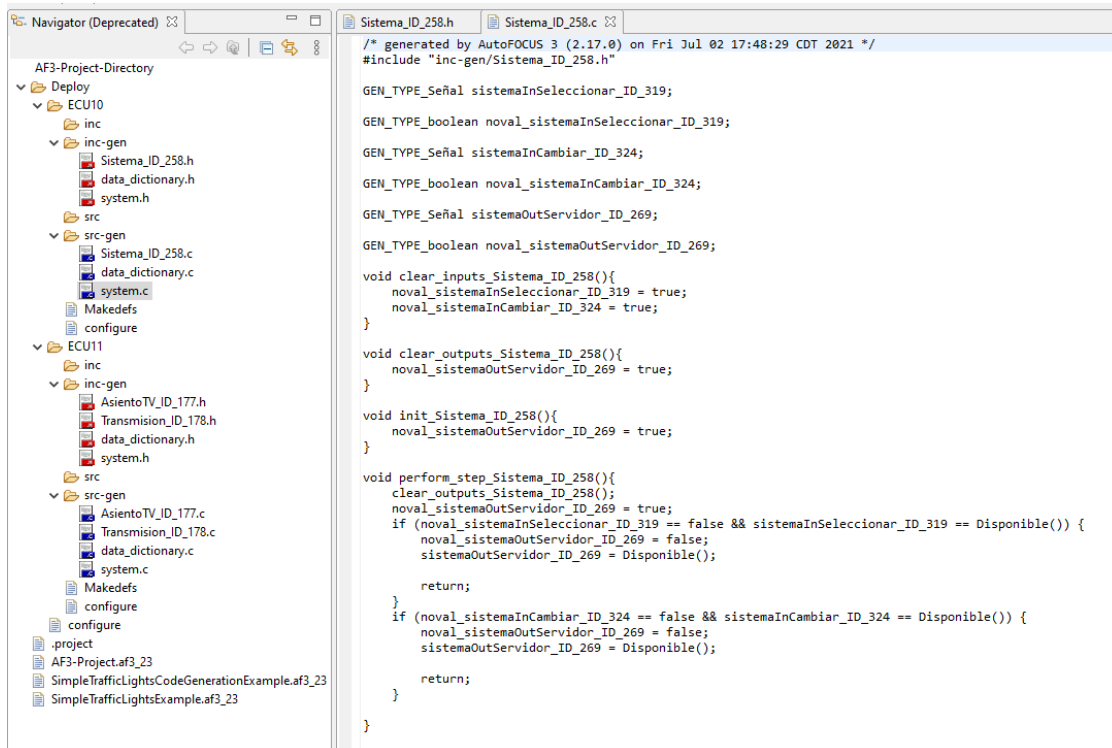 Navigator (Deprecated)
AF3-Project-Directory
Deploy
ECU10
inc
inc-gen
Sistema_ID_258.h
data_dictionary.h
system.h
src
src-gen
Sistema_ID_258.c
data_dictionary.c
system.c
Makedefs
configure
ECU11
inc
inc-gen
AsientoTV_ID_177.h
Transmision_ID_178.h
data_dictionary.h
system.h
src
src-gen
AsientoTV_ID_177.c
Transmision_ID_178.c
data_dictionary.c
system.c
Makedefs
configure
configure
.project
AF3-Project.af3_23
SimpleTrafficLightsCodeGenerationExample.af3_23
SimpleTrafficLightsExample.af3_23
Sistema_ID_258.h
Sistema_ID_258.c
/* generated by AutoFOCUS 3 (2.17.0) on Fri Jul 02 17:48:29 CDT 2021 */
#include "inc-gen/Sistema_ID_258.h"
GEN_TYPE_Señal sistemaInSeleccionar_ID_319;
GEN_TYPE_boolean noval_sistemaInSeleccionar_ID_319;
GEN_TYPE_Señal sistemaInCambiar_ID_324;
GEN_TYPE_boolean noval_sistemaInCambiar_ID_324;
GEN_TYPE_Señal sistemaOutServidor_ID_269;
GEN_TYPE_boolean noval_sistemaOutServidor_ID_269;
void clear_inputs_Sistema_ID_258(){
noval_sistemaInSeleccionar_ID_319 = true;
noval_sistemaInCambiar_ID_324 = true;
}
void clear_outputs_Sistema_ID_258(){
noval_sistemaOutServidor_ID_269 = true;
}
void init_Sistema_ID_258(){
noval_sistemaOutServidor_ID_269 = true;
}
void perform_step_Sistema_ID_258(){
clear_outputs_Sistema_ID_258();
noval_sistemaOutServidor_ID_269 = true;
if (noval_sistemaInSeleccionar_ID_319 == false && sistemaInSeleccionar_ID_319 == Disponible()) {
noval_sistemaOutServidor_ID_269 = false;
sistemaOutServidor_ID_269 = Disponible();
return;
}
if (noval_sistemaInCambiar_ID_324 == false && sistemaInCambiar_ID_324 == Disponible()) {
noval_sistemaOutServidor_ID_269 = false;
sistemaOutServidor_ID_269 = Disponible();
return;
}
}